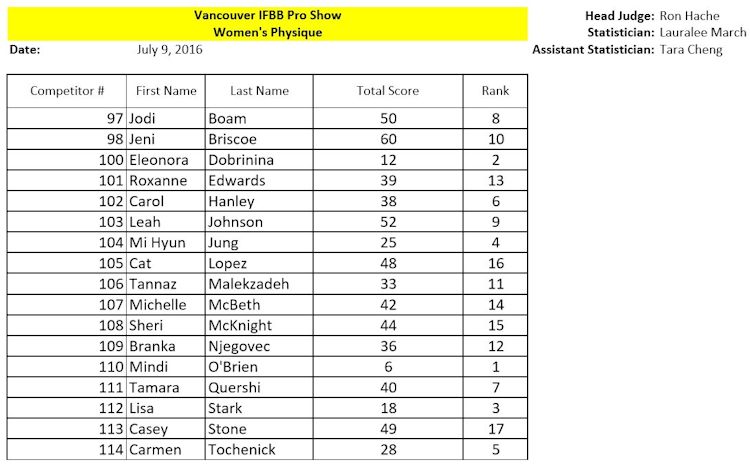 Vancouver IFBB Pro Show
Women's Physique
Date: July 9, 2016
Head Judge: Ron Hache
Statistician: Lauralee March
Assistant Statistician: Tara Cheng
Competitor # First Name Last Name Total Score Rank
97 Jodi Boam 50 8
98 Jeni Briscoe 60 10
100 Eleonora Dobrinina 12 2
101 Roxanne Edwards 39 13
102 Carol Hanley 38 6
103 Leah Johnson 52 9
104 Mi Hyun Jung 25 4
105 Cat Lopez 48 16
106 Tannaz Malekzadeh 33 11
107 Michelle McBeth 42 14
108 Sheri McKnight 44 15
109 Branka Njegovec 36 12
110 Mindi O'Brien 6 1
111 Tamara Quershi 40 7
112 Lisa Stark 18 3
113 Casey Stone 49 17
114 Carmen Tochenick 28 5